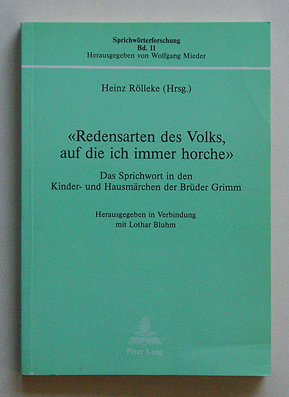 Sprichwörterforschung
Bd. 11
Herausgegeben von Wolfgang Mieder
Heinz Rölleke (Hrsg.)
«Redensarten des Volks,
auf die ich immer horche»
Das Sprichwort in den
Kinder- und Hausmärchen der Brüder Grimm
Herausgegeben in Verbindung
mit Lothar Bluhm
Peter Lang